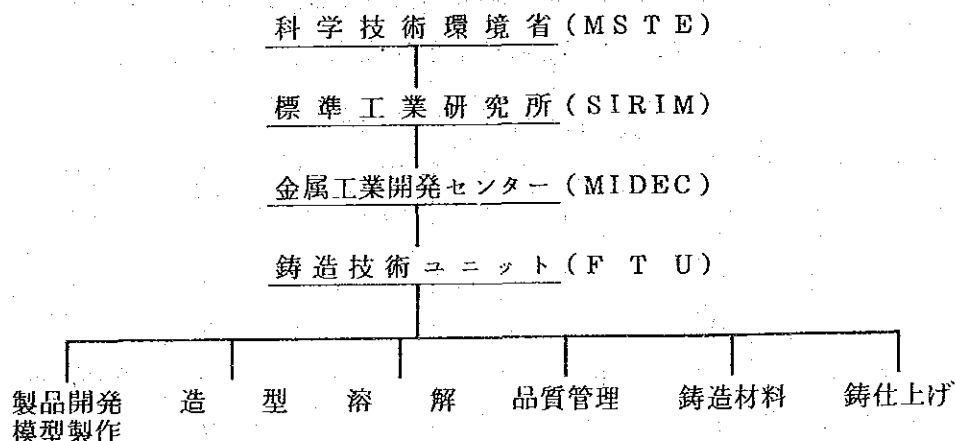 科学技術環境省(MSTE)
標準工業研究所(SIRIM)
金属工業開発センター(MIDEC)
鋳造技術ユニット(FTU)
製品開発 造型 溶解 品質管理 鋳造材料 鋳仕上げ
模型製作